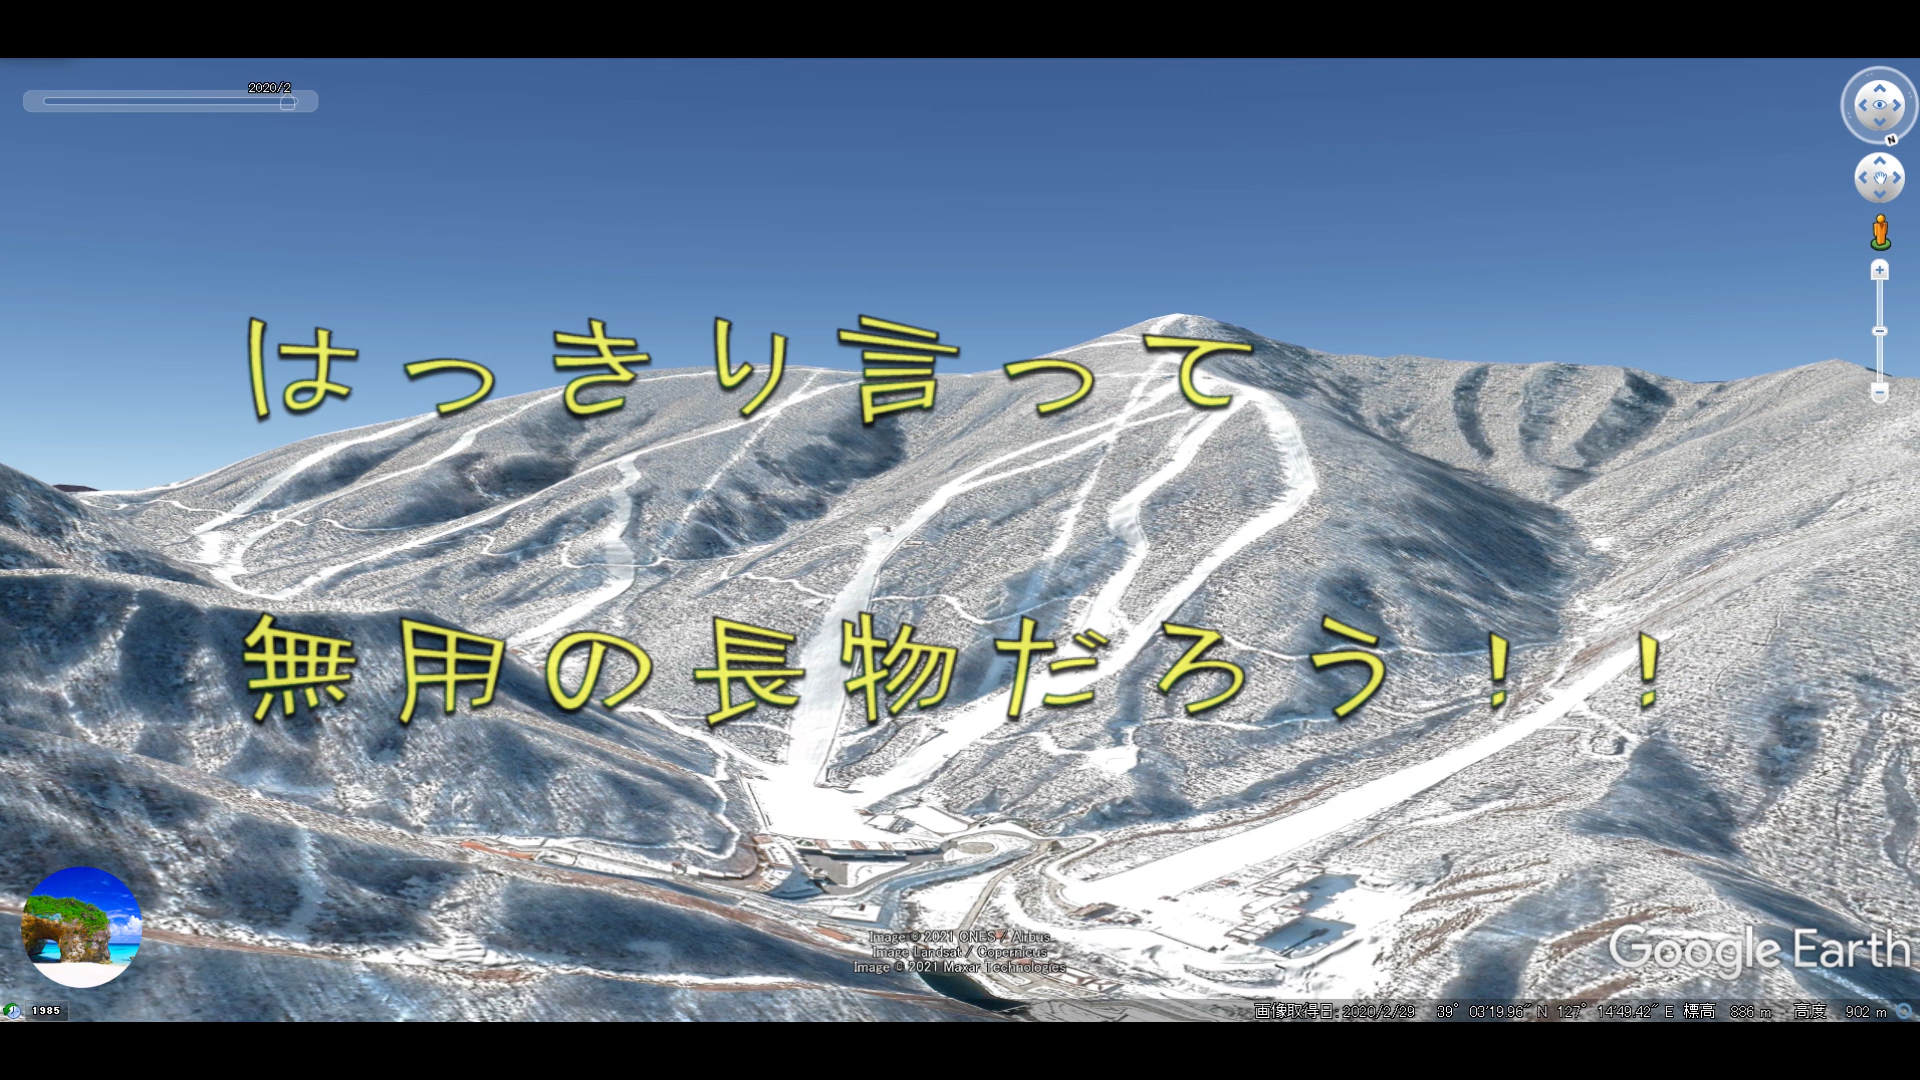 2020/2
N
はっきり言って
無用の長物だろう！！
Image © 2021 CNES / Airbus
Image Landsat / Copernicus
Image © 2021 Maxar Technologies
Google Earth
1985
画像取得日: 2020/2/29 39° 03'19.96" N 127° 14'49.42" E 標高 886 m 高度 902 m